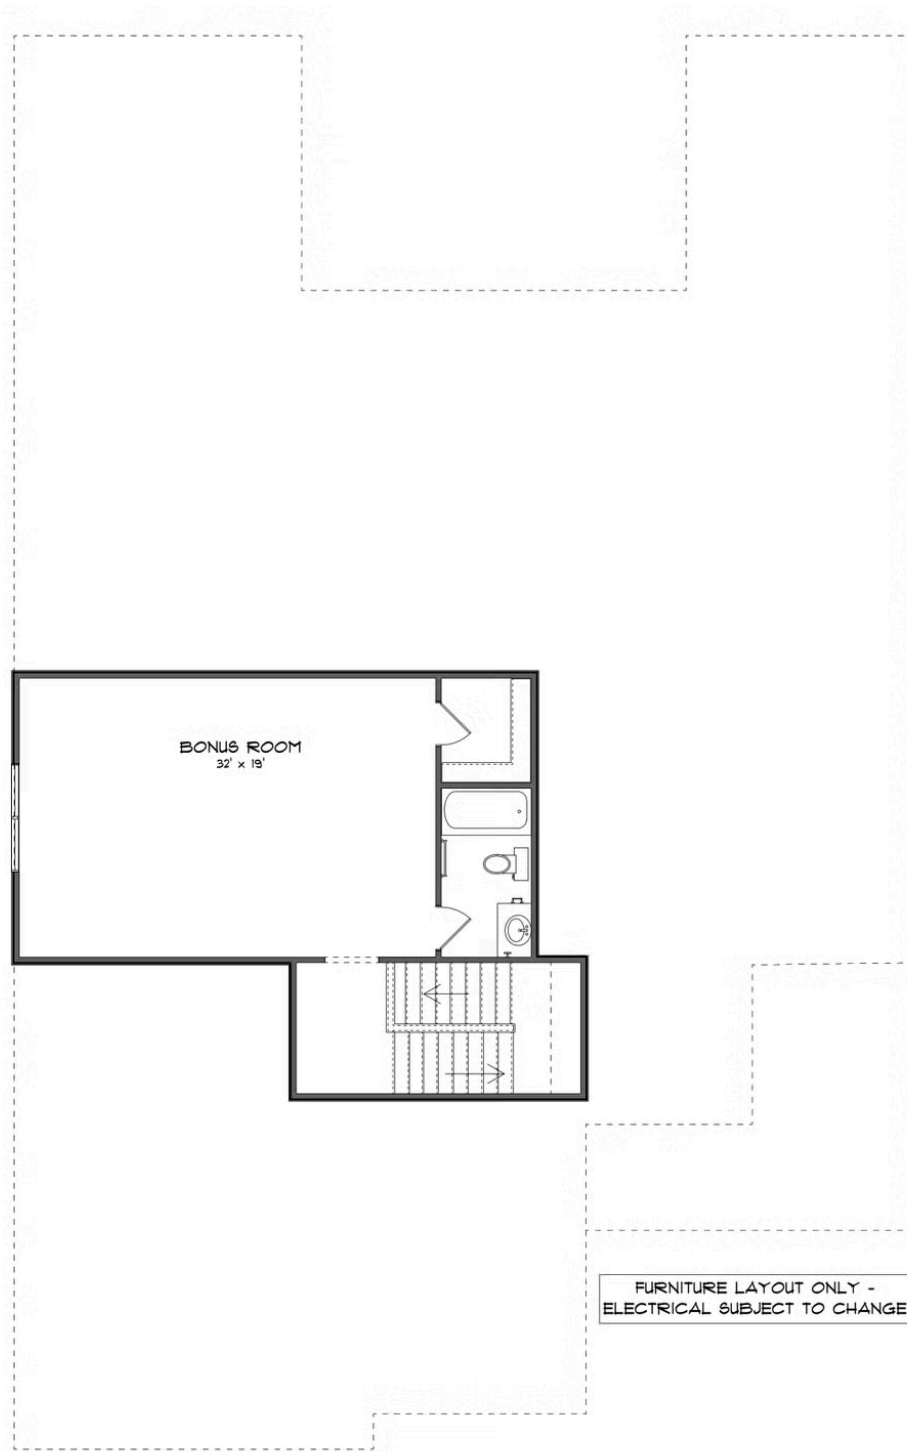 BONUS ROOM
32' x 19'
FURNITURE LAYOUT ONLY -
ELECTRICAL SUBJECT TO CHANGE